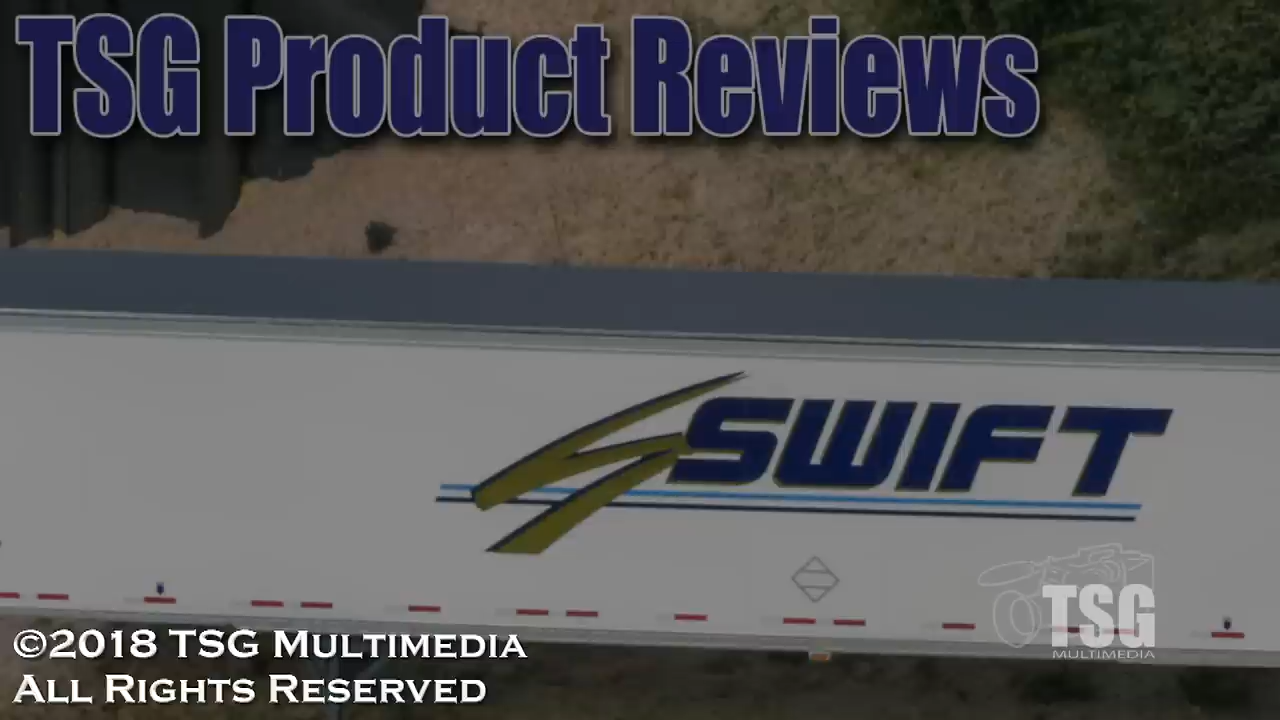 TSG Product Reviews
SWIFT
TSG
MULTIMEDIA
©2018 TSG MULTIMEDIA
ALL RIGHTS RESERVED